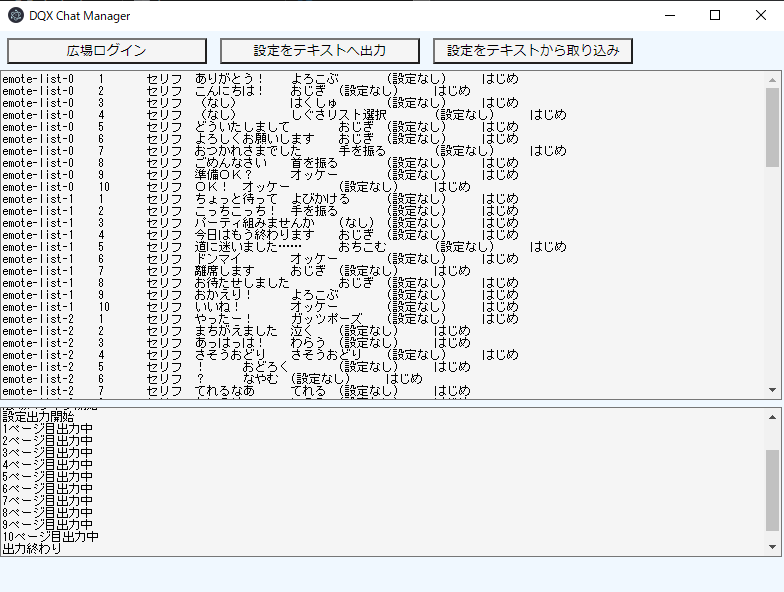 DQX Chat Manager
広場ログイン 設定をテキストへ出力 設定をテキストから取り込み
emote-list-0 1 セリフ ありがとう！ よろこぶ (設定なし) はじめ
emote-list-0 2 セリフ こんにちは！ おじぎ (設定なし) はじめ
emote-list-0 3 セリフ (なし) はくしゅ (設定なし) はじめ
emote-list-0 4 セリフ (なし) しぐさリスト選択 (設定なし) はじめ
emote-list-0 5 セリフ どういたしまして おじぎ (設定なし) はじめ
emote-list-0 6 セリフ よろしくお願いします おじぎ (設定なし) はじめ
emote-list-0 7 セリフ おつかれさまでした 手を振る (設定なし) はじめ
emote-list-0 8 セリフ ごめんなさい 首を振る (設定なし) はじめ
emote-list-0 9 セリフ 準備ＯＫ？ オッケー (設定なし) はじめ
emote-list-0 10 セリフ ＯＫ！ オッケー (設定なし) はじめ
emote-list-1 1 セリフ ちょっと待って よびかける (設定なし) はじめ
emote-list-1 2 セリフ こっちこっち！ 手を振る (設定なし) はじめ
emote-list-1 3 セリフ パーティ組みませんか (なし) (設定なし) はじめ
emote-list-1 4 セリフ 今日はもう終わります おじぎ (設定なし) はじめ
emote-list-1 5 セリフ 道に迷いました…… おちこむ (設定なし) はじめ
emote-list-1 6 セリフ ドンマイ オッケー (設定なし) はじめ
emote-list-1 7 セリフ 離席します おじぎ (設定なし) はじめ
emote-list-1 8 セリフ お待たせしました おじぎ (設定なし) はじめ
emote-list-1 9 セリフ おかえり！ よろこぶ (設定なし) はじめ
emote-list-1 10 セリフ いいね！ オッケー (設定なし) はじめ
emote-list-2 1 セリフ やったー！ ガッツポーズ (設定なし) はじめ
emote-list-2 2 セリフ まちがえました 泣く (設定なし) はじめ
emote-list-2 3 セリフ あっはっは！ わらう (設定なし) はじめ
emote-list-2 4 セリフ さそうおどり さそうおどり (設定なし) はじめ
emote-list-2 5 セリフ ！ おどろく (設定なし) はじめ
emote-list-2 6 セリフ ？ なやむ (設定なし) はじめ
emote-list-2 7 セリフ てれるなあ てれる (設定なし) はじめ
設定出力開始
1ページ目出力中
2ページ目出力中
3ページ目出力中
4ページ目出力中
5ページ目出力中
6ページ目出力中
7ページ目出力中
8ページ目出力中
9ページ目出力中
10ページ目出力中
出力終わり